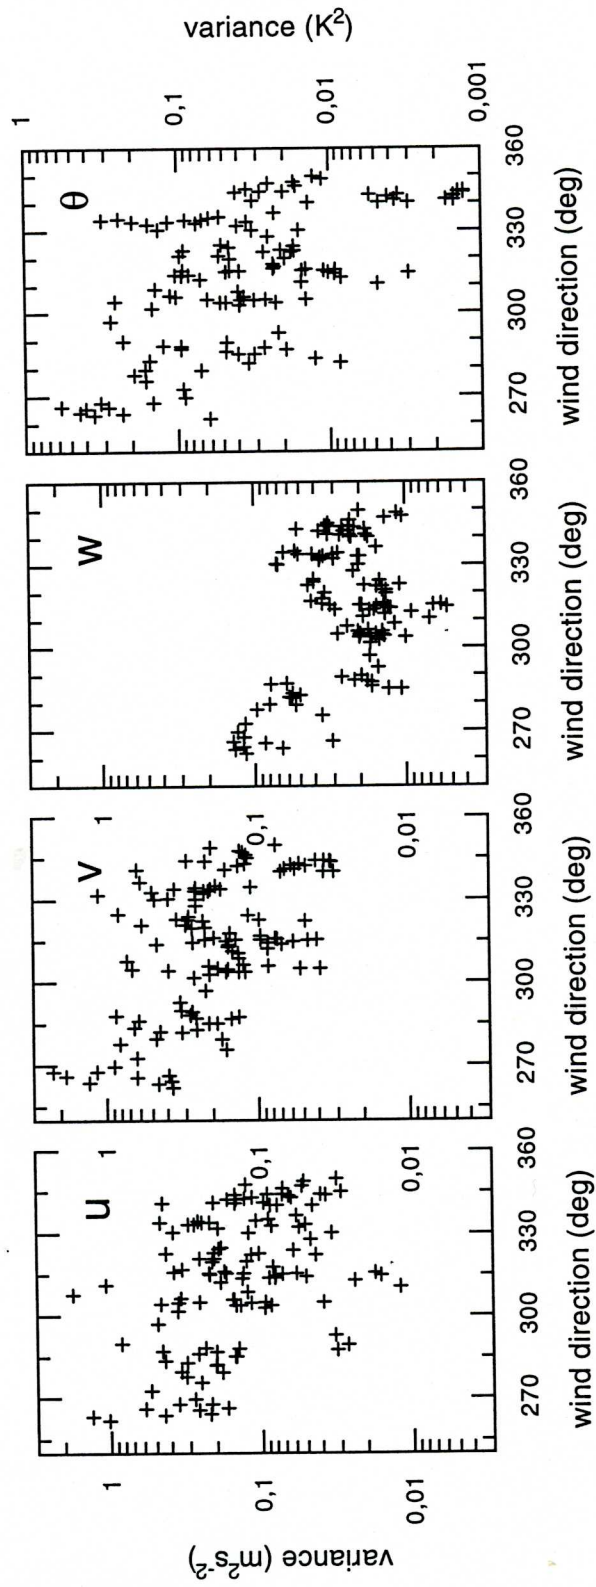 variance (m²s⁻²)
1
0,1
0,01
u
1
0,1
0,01
v
1
0,1
0,01
w
θ
1
0,1
0,01
0,001
variance (K²)
270 300 330 360
270 300 330 360
270 300 330 360
270 300 330 360
wind direction (deg)
wind direction (deg)
wind direction (deg)
wind direction (deg)